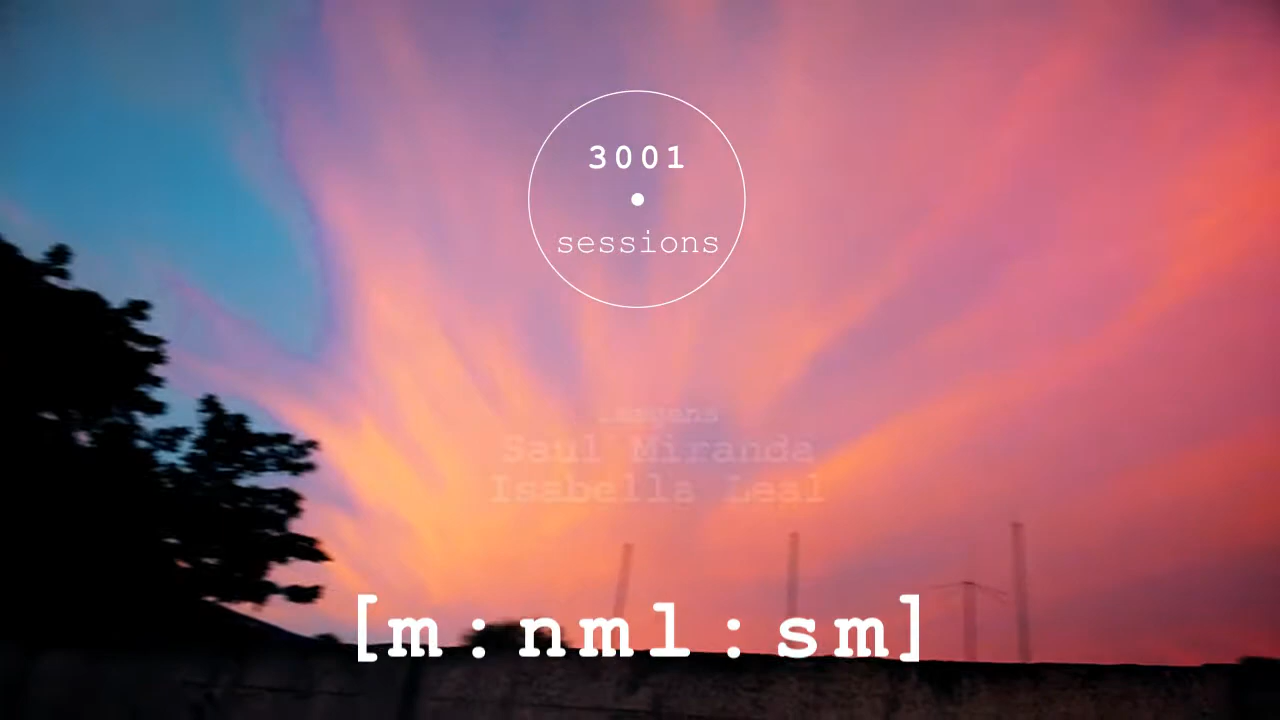 3001
sessions
Saul Miranda
Isabella Leal
[m:nml:sm]